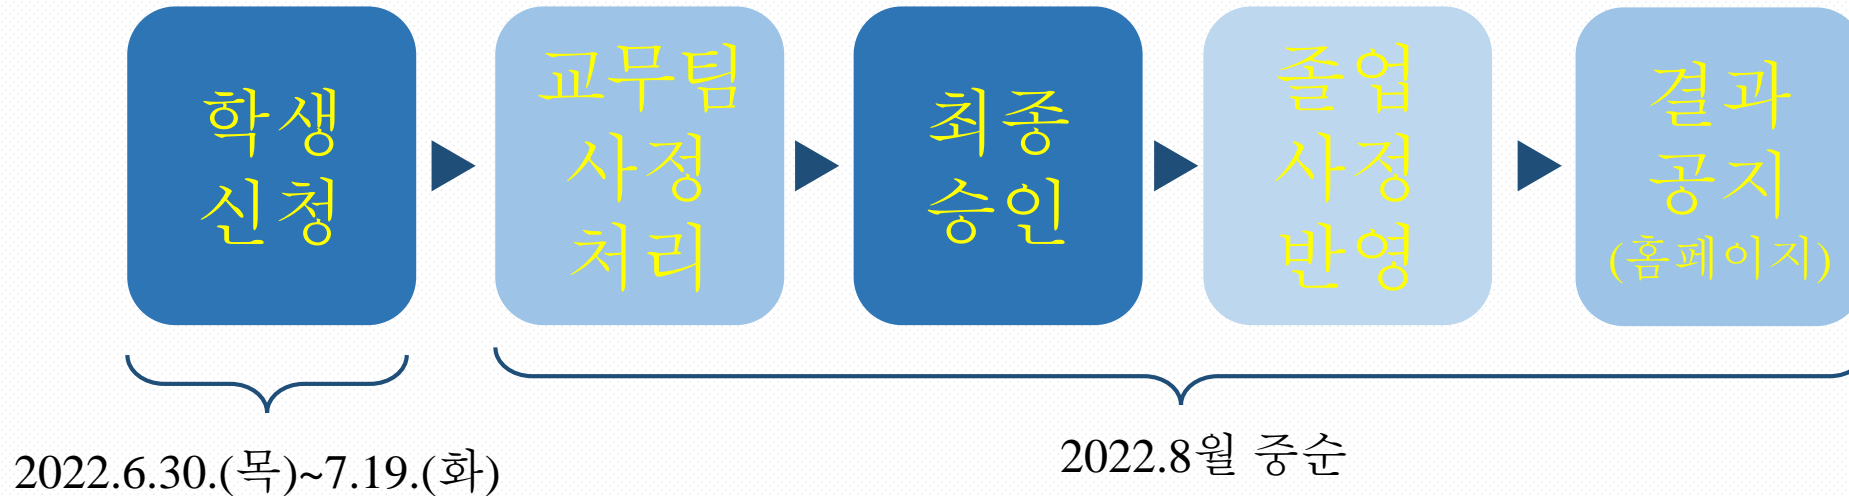 학생
신청
교무팀
사정
처리
최종
승인
졸업
사정
반영
결과
공지
(홈페이지)
2022.6.30.(목)~7.19.(화)
2022.8월 중순